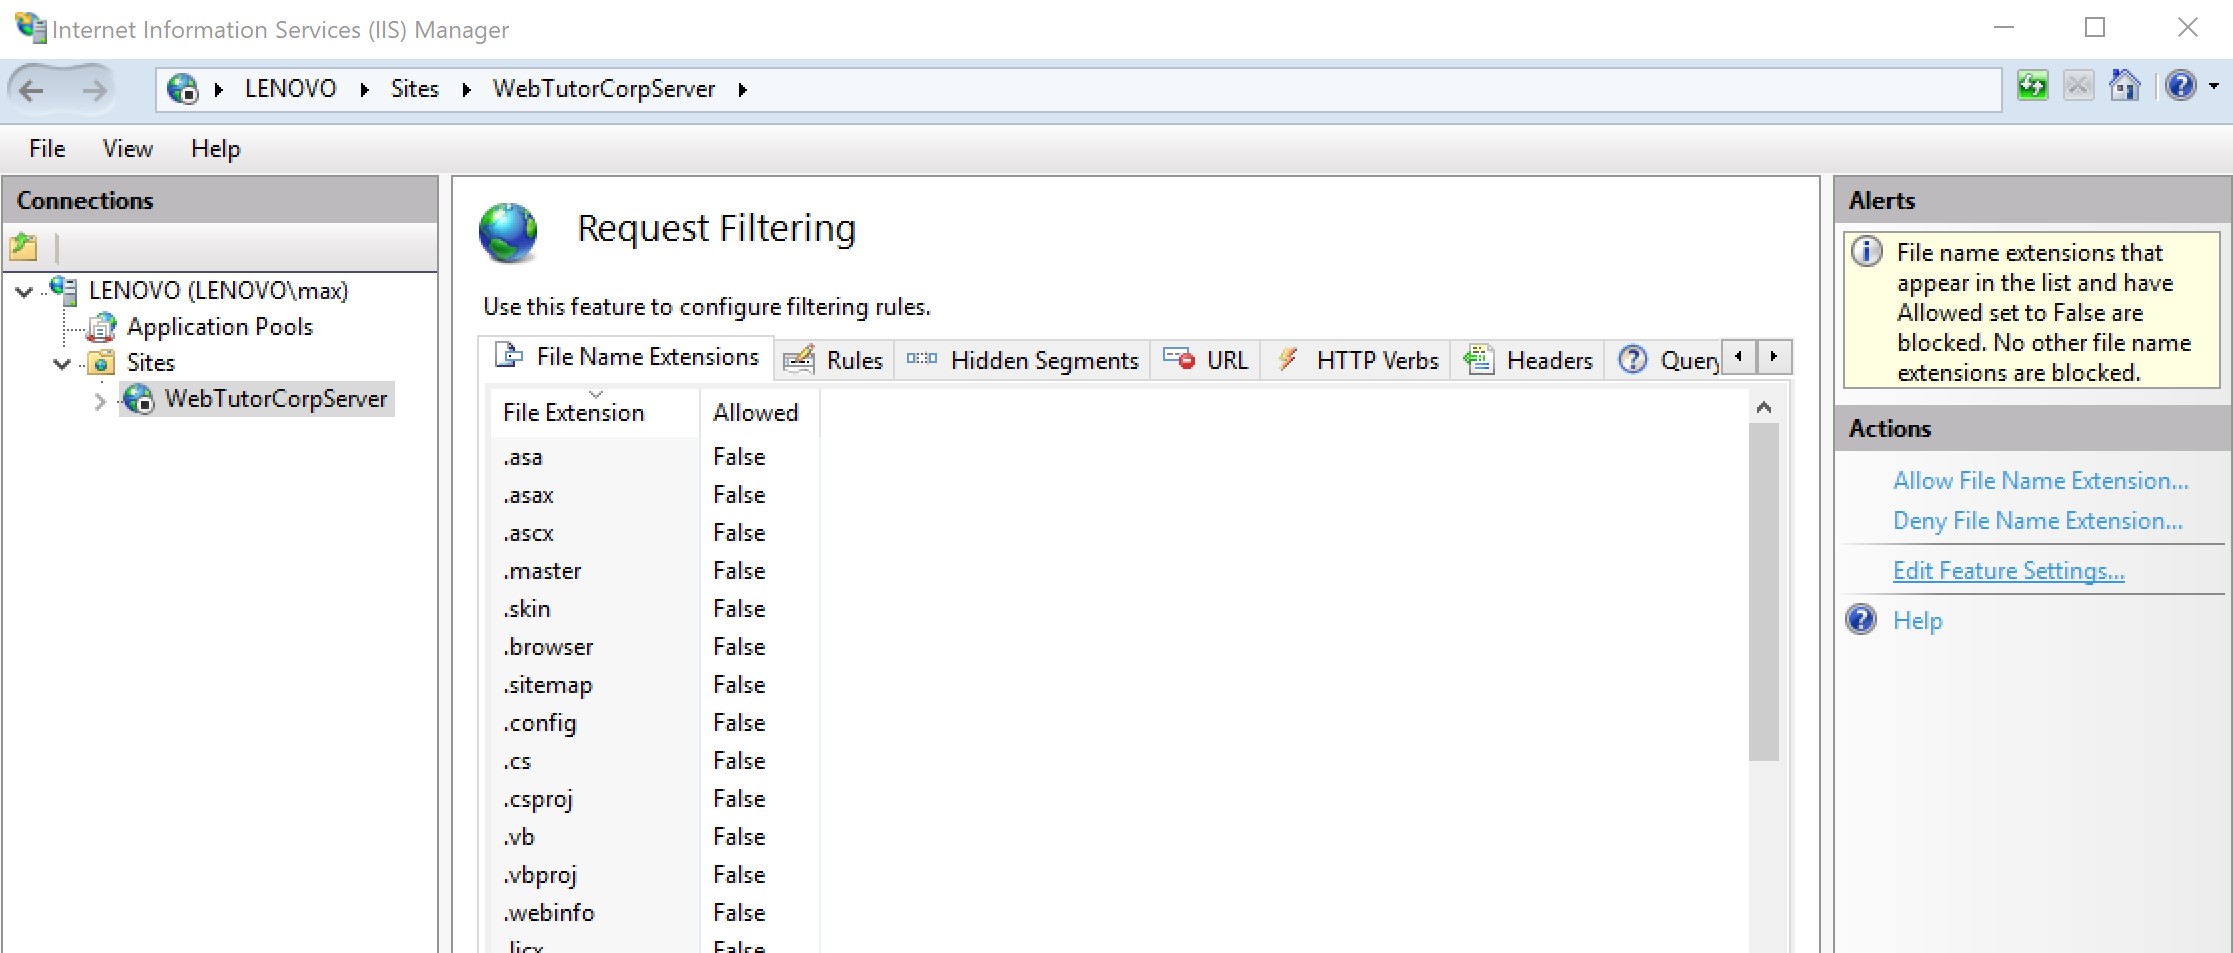 Internet Information Services (IIS) Manager
LENOVO Sites WebTutorCorpServer
File View Help
Connections
LENOVO (LENOVO\max)
Application Pools
Sites
WebTutorCorpServer
Request Filtering
Use this feature to configure filtering rules.
File Name Extensions Rules Hidden Segments URL HTTP Verbs Headers Query
File Extension Allowed
.asa False
.asax False
.ascx False
.master False
.skin False
.browser False
.sitemap False
.config False
.cs False
.csproj False
.vb False
.vbproj False
.webinfo False
.licx False
Alerts
File name extensions that
appear in the list and have
Allowed set to False are
blocked. No other file name
extensions are blocked.
Actions
Allow File Name Extension...
Deny File Name Extension...
Edit Feature Settings...
Help